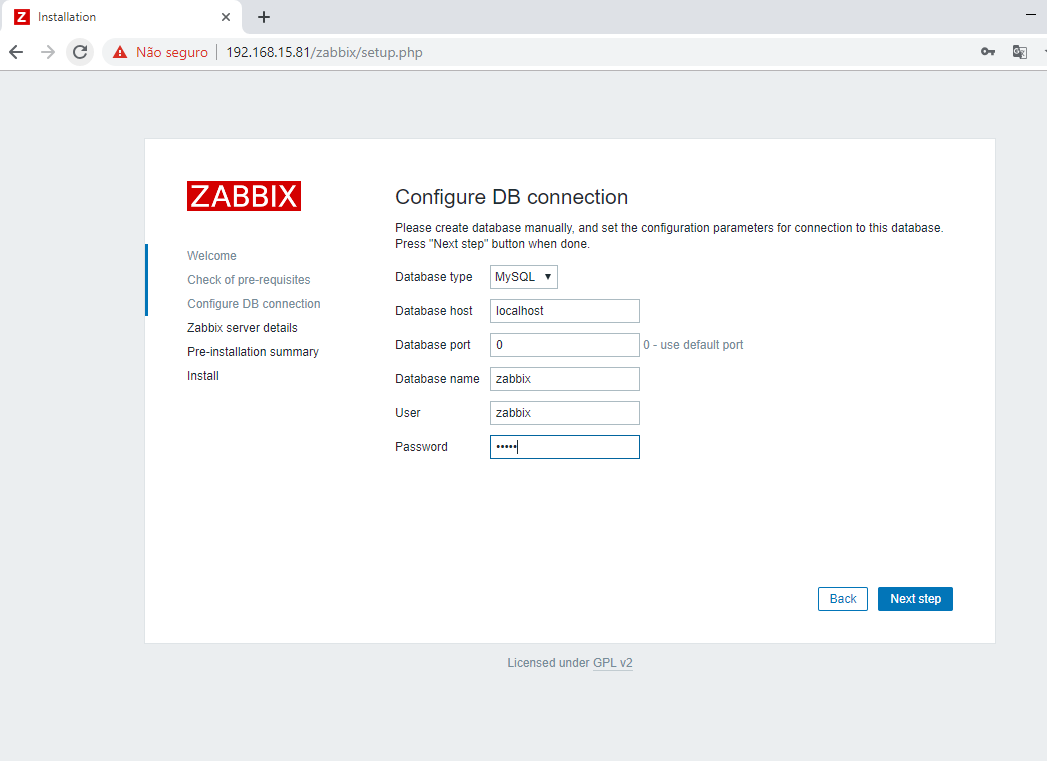 Z Installation
Não seguro 192.168.15.81/zabbix/setup.php
ZABBIX
Welcome
Check of pre-requisites
Configure DB connection
Zabbix server details
Pre-installation summary
Install
Configure DB connection
Please create database manually, and set the configuration parameters for connection to this database.
Press "Next step" button when done.
Database type MySQL
Database host localhost
Database port 0 0 - use default port
Database name zabbix
User zabbix
Password •••••
Back Next step
Licensed under GPL v2